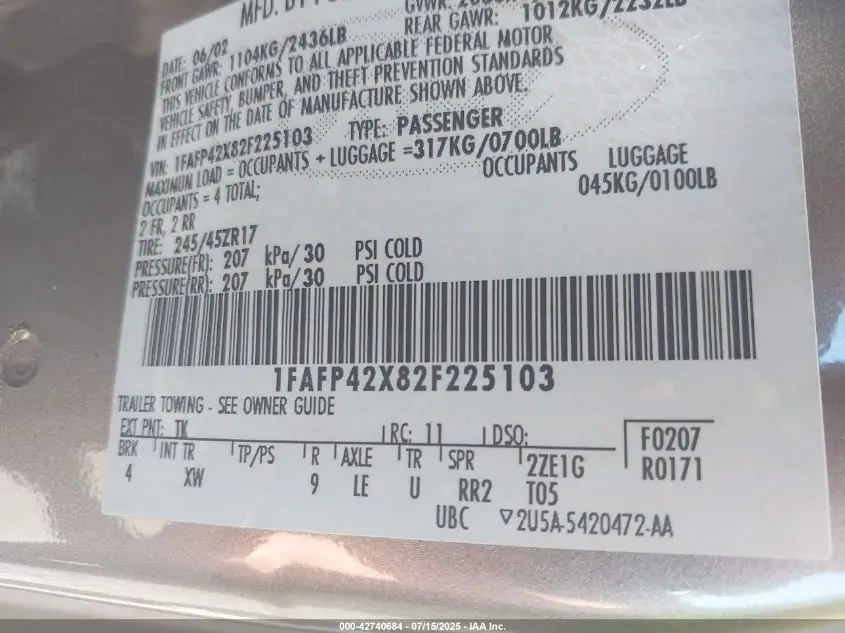 MFD. BY
GVWR:
DATE: 06/02
FRONT GAWR: 1104KG/2436LB
REAR GAWR: 1012KG/2232LB
THIS VEHICLE CONFORMS TO ALL APPLICABLE FEDERAL MOTOR
VEHICLE SAFETY, BUMPER, AND THEFT PREVENTION STANDARDS
IN EFFECT ON THE DATE OF MANUFACTURE SHOWN ABOVE.
VIN: 1FAFP42X82F225103 TYPE: PASSENGER
MAXIMUM LOAD = OCCUPANTS + LUGGAGE =317KG/0700LB
OCCUPANTS = 4 TOTAL; OCCUPANTS LUGGAGE
2 FR, 2 RR 045KG/0100LB
TIRE: 245/45ZR17
PRESSURE(FR): 207 kPa/ 30 PSI COLD
PRESSURE(RR): 207 kPa/ 30 PSI COLD
1FAFP42X82F225103
TRAILER TOWING - SEE OWNER GUIDE
EXT PNT: TK RC: 11 DSO: F0207
BRK INT TR TP/PS R AXLE TR SPR 2ZE1G R0171
4 XW 9 LE U RR2 T05
UBC ▽2U5A-5420472-AA
000-42740684 - 07/15/2025 - IAA Inc.